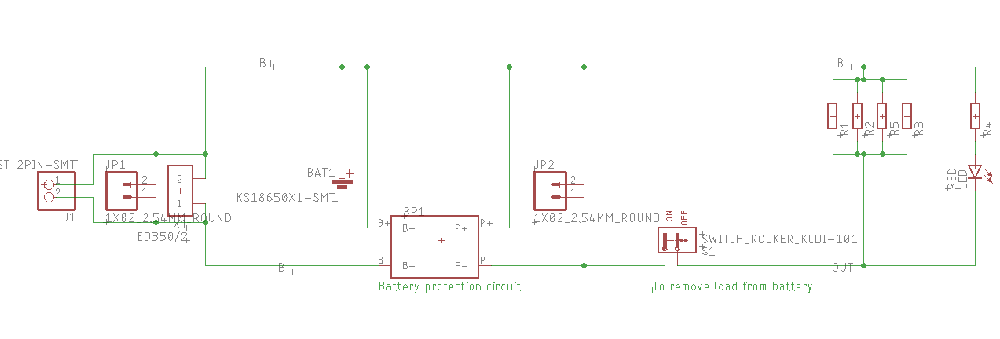 B+
B+
R1
R2
R5
R3
R4
ST_2PIN-SMT
JP1
JP2
1
2
2
1
2
1
BAT1
KS18650X1-SMT
2
1
RED
LED
J1
1X02_2.54MM_ROUND
X1
ED350/2
BP1
B+
B+
P+
P+
B-
B-
P-
P-
1X02_2.54MM_ROUND
ON
OFF
SWITCH_ROCKER_KCDI-101
S1
B-
OUT-
Battery protection circuit
To remove load from battery